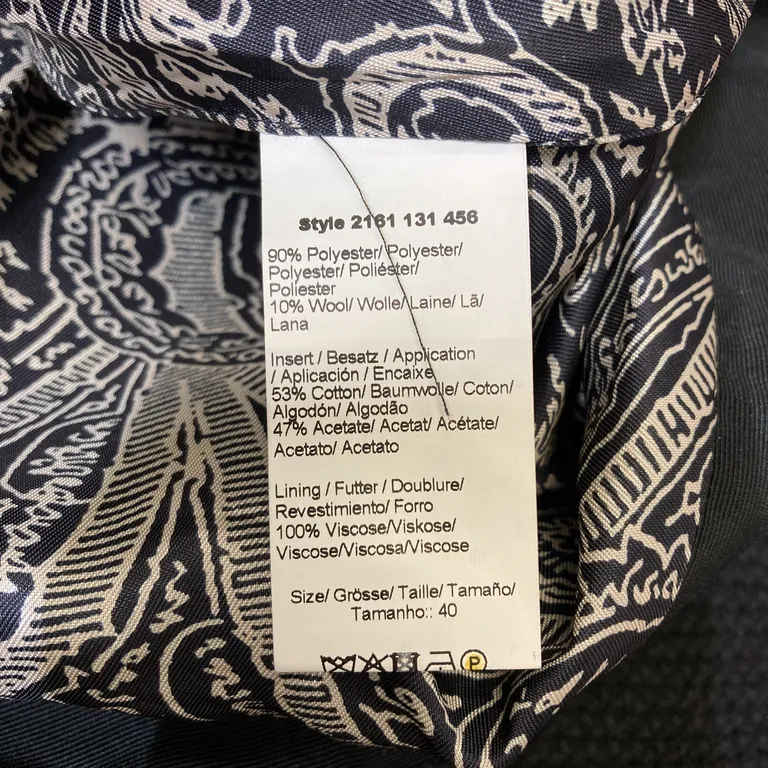 Style 2161 131 456
90% Polyester/ Polyester/
Polyester/ Poliéster/
Poliester
10% Wool/ Wolle/ Laine/ Lã/
Lana
Insert / Besatz / Application
/ Aplicación / Encaixe
53% Cotton/ Baumwolle/ Coton/
Algodón/ Algodão
47% Acetate/ Acetat/ Acétate/
Acetato/ Acetato
Lining / Futter / Doublure/
Revestimiento/ Forro
100% Viscose/Viskose/
Viscose/Viscosa/Viscose
Size/ Grösse/ Taille/ Tamaño/
Tamanho:: 40
P